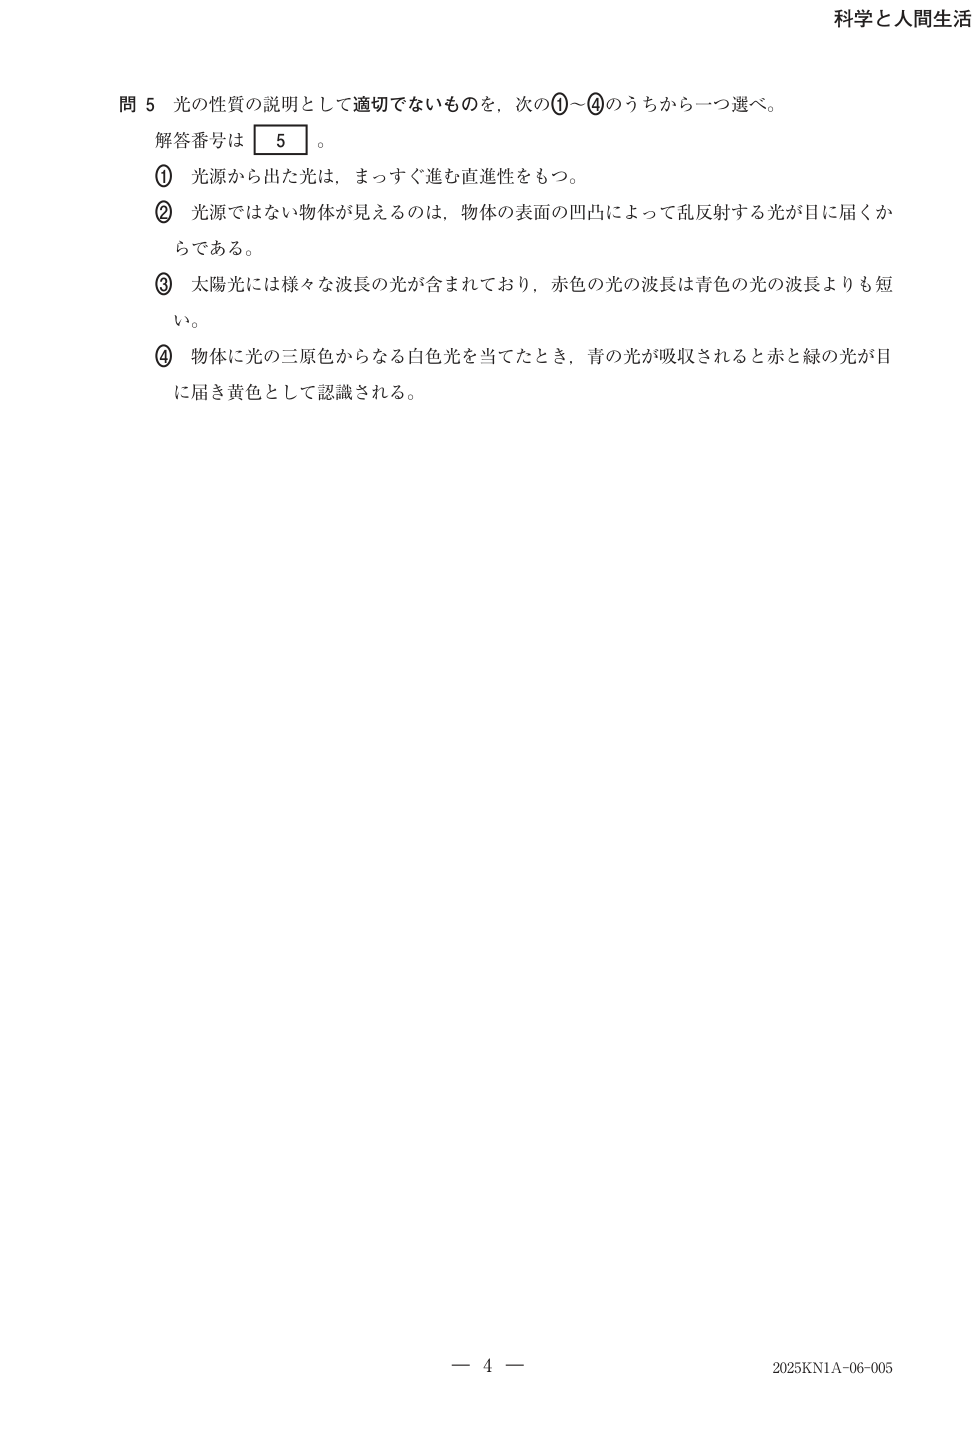 科学と人間生活
問 5　光の性質の説明として適切でないものを，次の①～④のうちから一つ選べ。
解答番号は 5 。
①　光源から出た光は，まっすぐ進む直進性をもつ。
②　光源ではない物体が見えるのは，物体の表面の凹凸によって乱反射する光が目に届くか
らである。
③　太陽光には様々な波長の光が含まれており，赤色の光の波長は青色の光の波長よりも短
い。
④　物体に光の三原色からなる白色光を当てたとき，青の光が吸収されると赤と緑の光が目
に届き黄色として認識される。
― 4 ―
2025KN1A-06-005